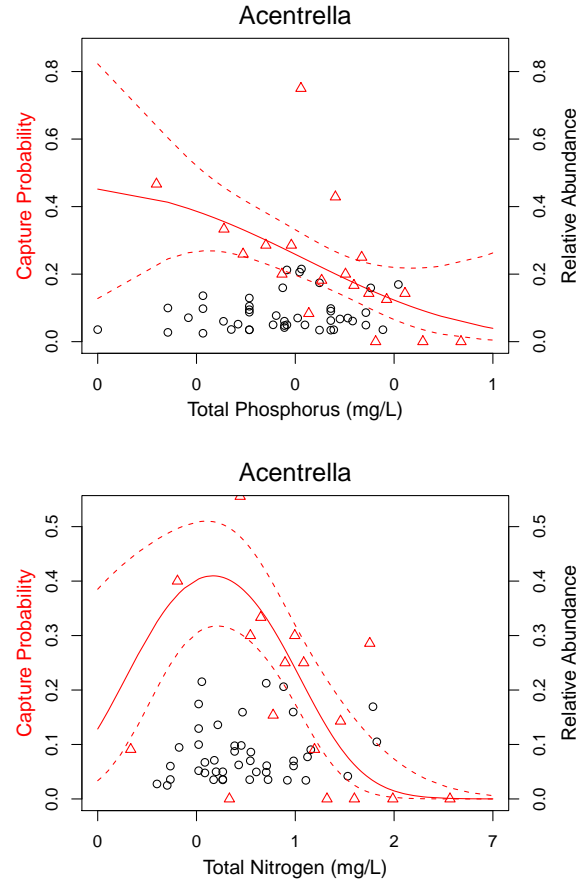 Acentrella
0.0 0.2 0.4 0.6 0.8
Capture Probability
0.0 0.2 0.4 0.6 0.8
Relative Abundance
0 0 0 0 1
Total Phosphorus (mg/L)
Acentrella
0.0 0.1 0.2 0.3 0.4 0.5
Capture Probability
0.0 0.1 0.2 0.3 0.4 0.5
Relative Abundance
0 0 1 2 7
Total Nitrogen (mg/L)